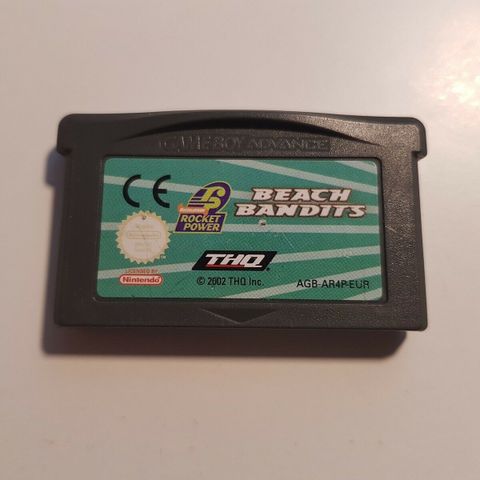 GAME BOY ADVANCE
CE
ROCKET
POWER
BEACH
BANDITS
THQ
© 2002 THQ Inc.
LICENSED BY
Nintendo
AGB-AR4P-EUR